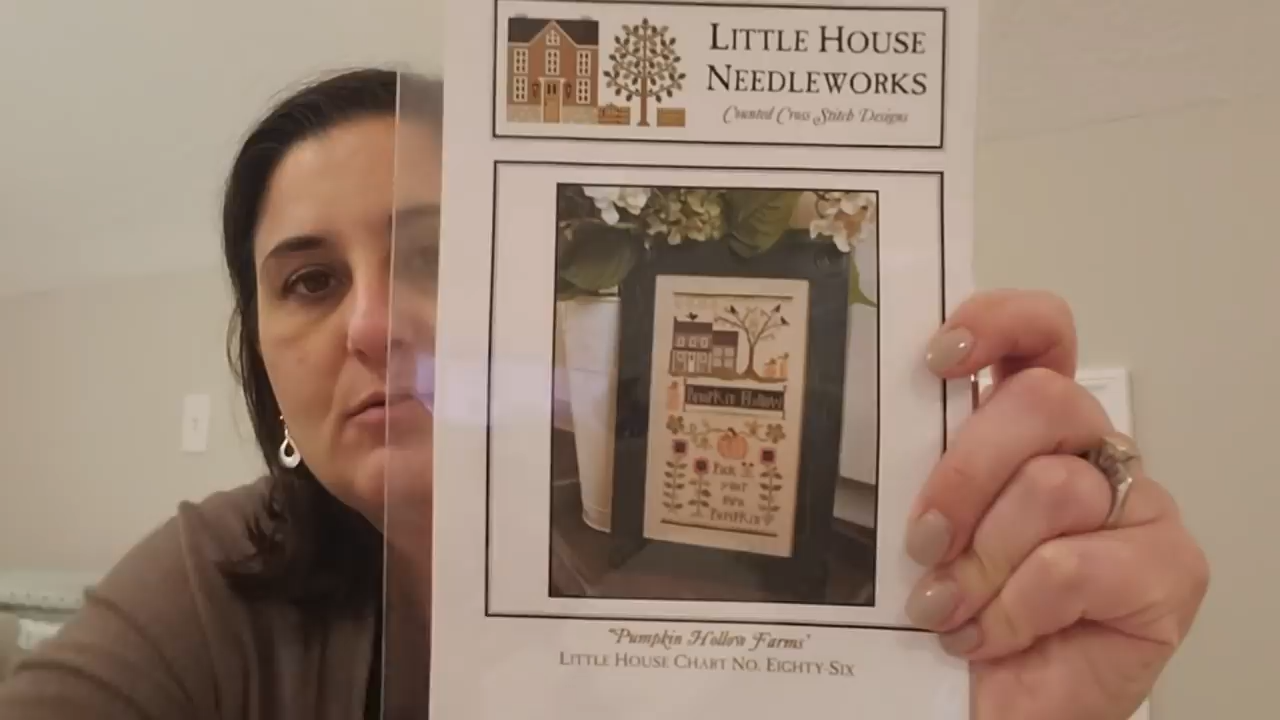 LITTLE HOUSE
NEEDLEWORKS
Counted Cross Stitch Designs
Pumpkin Hollow
PICK
YOUR
OWN
PUMPKIN
"Pumpkin Hollow Farms"
LITTLE HOUSE CHART NO. EIGHTY-SIX